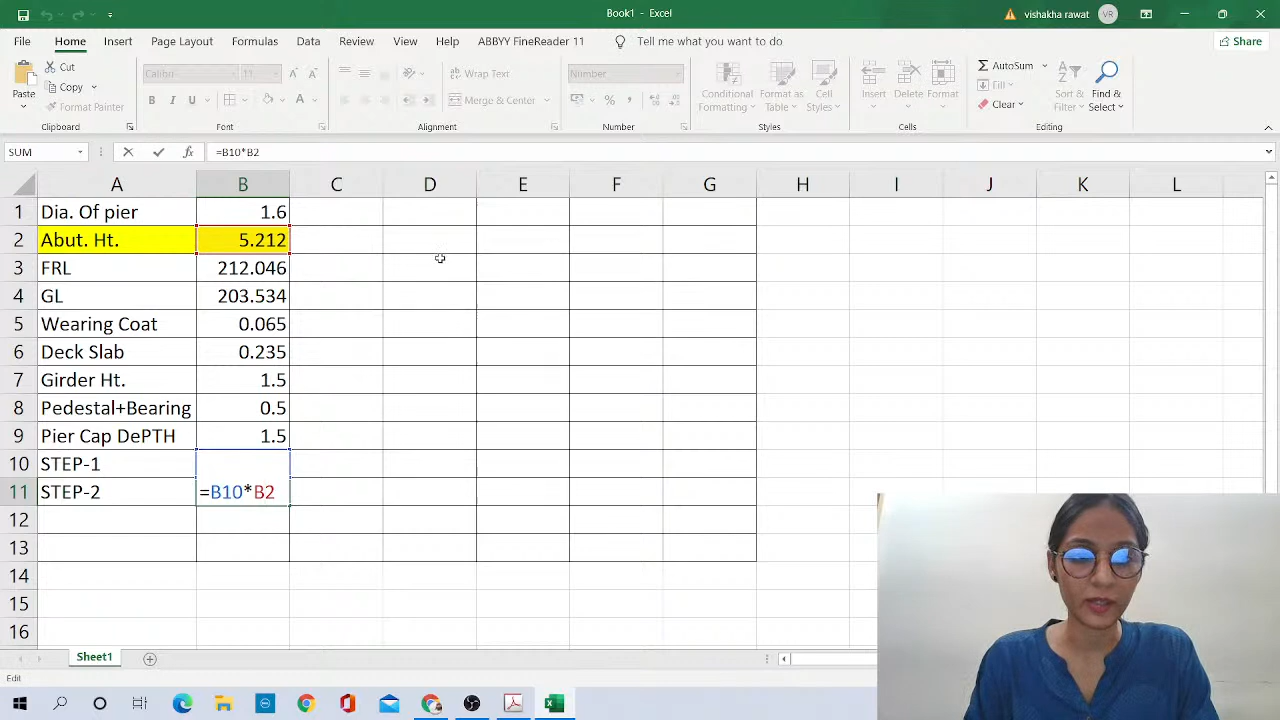 Book1 - Excel
vishakha rawat VR
File Home Insert Page Layout Formulas Data Review View Help ABBYY FineReader 11 Tell me what you want to do Share
Paste
Cut
Copy
Format Painter
Calibri
B I U A A A
Wrap Text
Merge & Center
Number
% ,
Conditional Formatting
Format as Table
Cell Styles
Insert
Delete
Format
AutoSum
Clear
Sort & Filter
Find & Select
Clipboard Font Alignment Number Styles Cells Editing
SUM fx =B10*B2
A B C D E F G H I J K L
1 Dia. Of pier 1.6
2 Abut. Ht. 5.212
3 FRL 212.046
4 GL 203.534
5 Wearing Coat 0.065
6 Deck Slab 0.235
7 Girder Ht. 1.5
8 Pedestal+Bearing 0.5
9 Pier Cap DePTH 1.5
10 STEP-1
11 STEP-2 =B10*B2
12
13
14
15
16
Sheet1
Edit